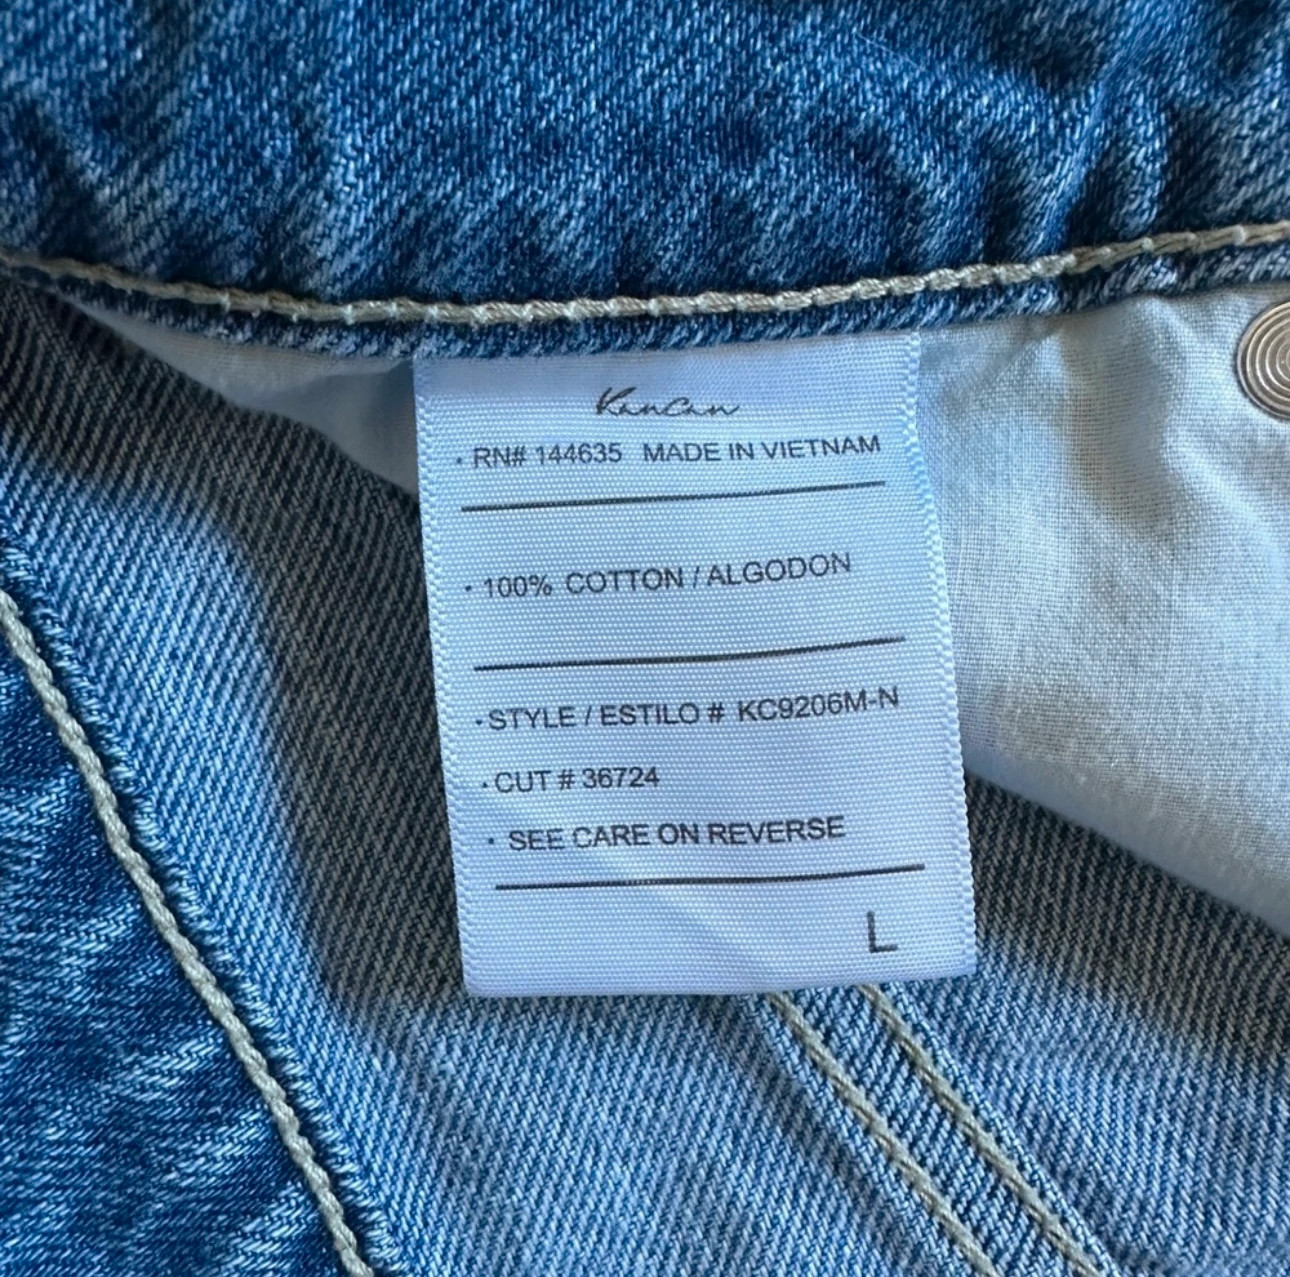 KanCan
· RN# 144635 MADE IN VIETNAM
· 100% COTTON / ALGODON
· STYLE / ESTILO # KC9206M-N
· CUT # 36724
· SEE CARE ON REVERSE
L